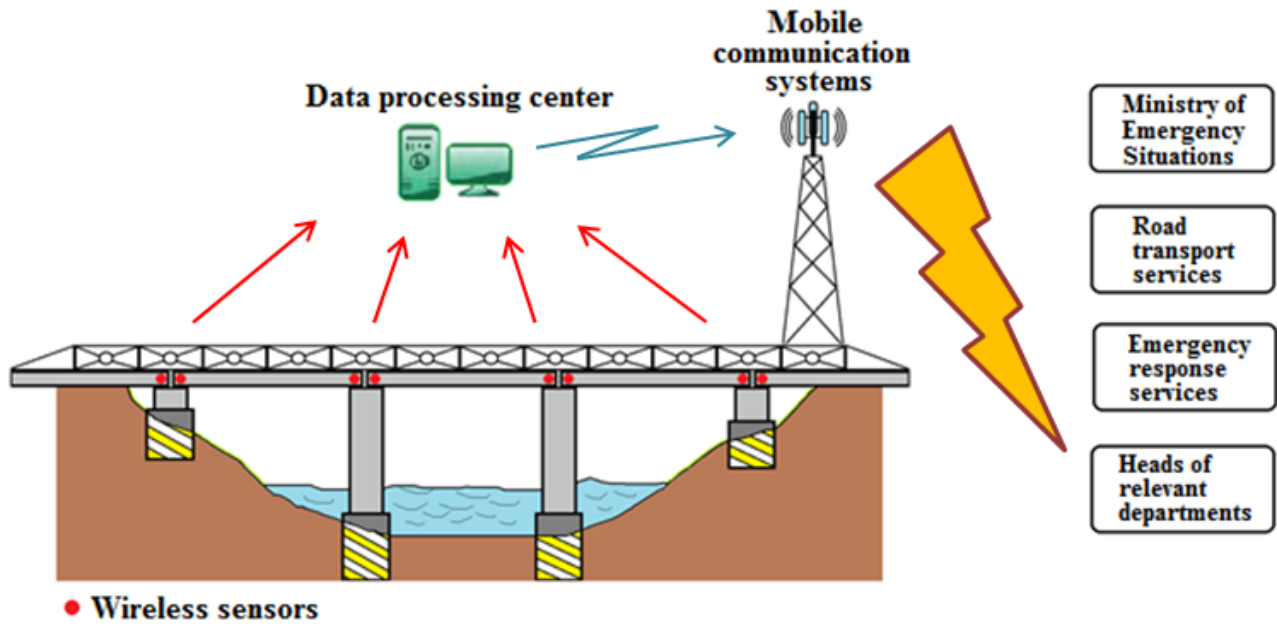 Mobile
communication
systems
Data processing center
Ministry of
Emergency
Situations
Road
transport
services
Emergency
response
services
Heads of
relevant
departments
Wireless sensors